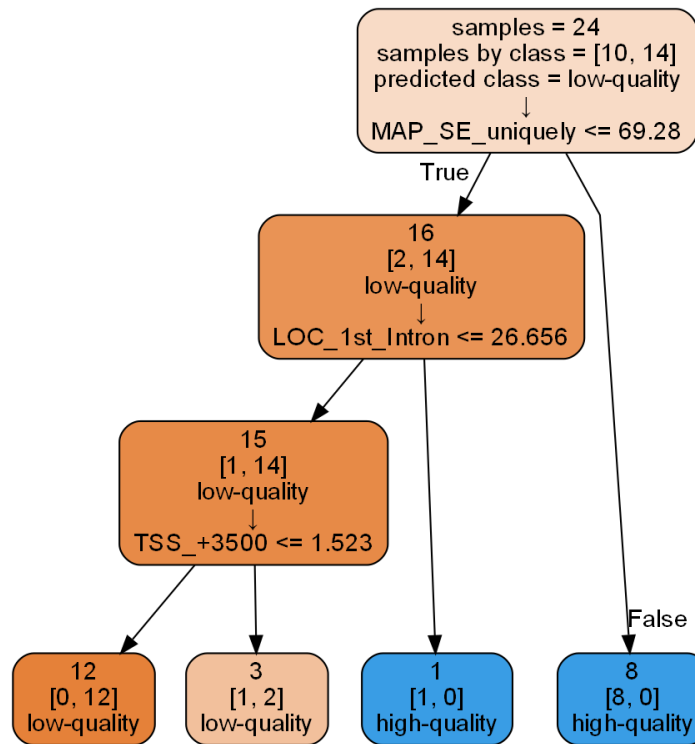 samples = 24
samples by class = [10, 14]
predicted class = low-quality
↓
MAP_SE_uniquely <= 69.28
True
16
[2, 14]
low-quality
↓
LOC_1st_Intron <= 26.656
15
[1, 14]
low-quality
↓
TSS_+3500 <= 1.523
False
12
[0, 12]
low-quality
3
[1, 2]
low-quality
1
[1, 0]
high-quality
8
[8, 0]
high-quality